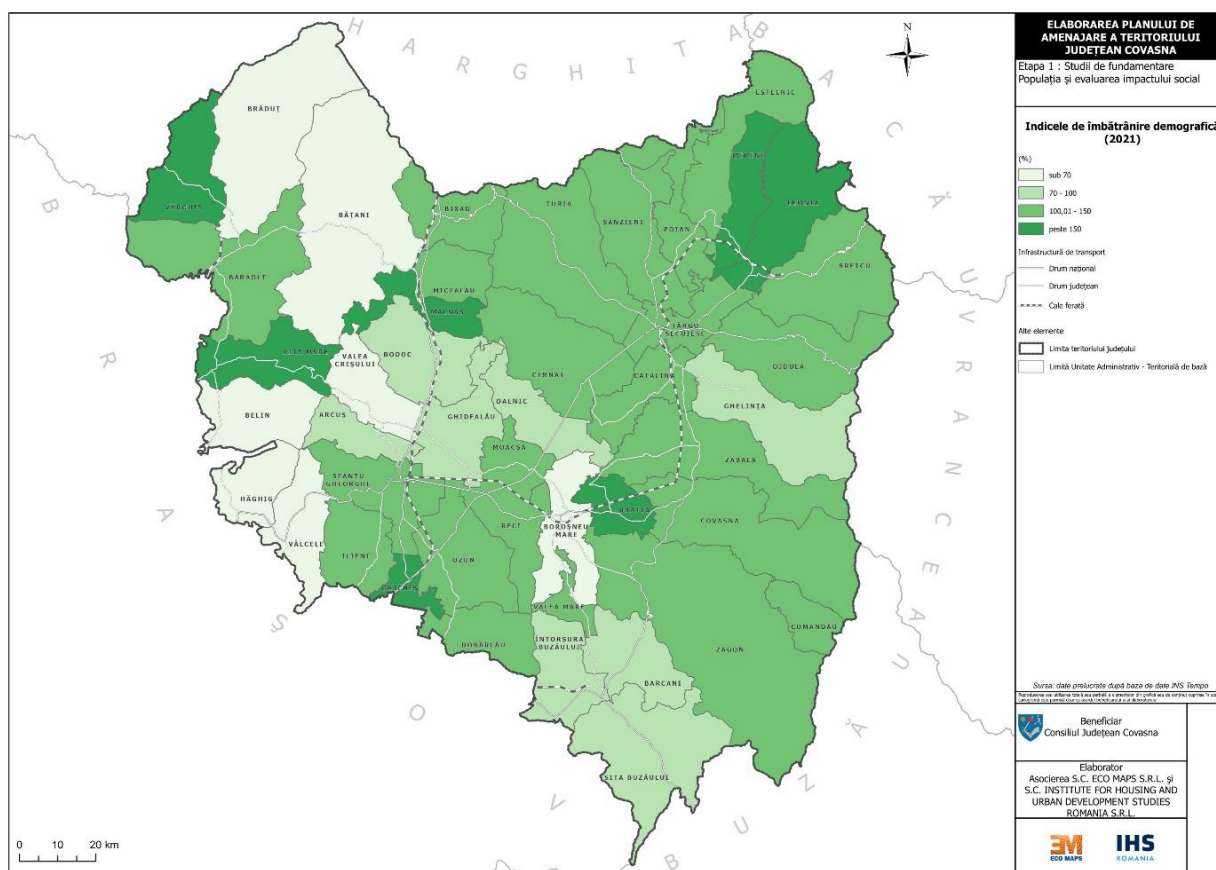 HARGHITA
BACĂU
VRANCEA
BUZĂU
BRAȘOV
N
BRĂDUȚ
ESTELNIC
BĂȚANI
LEMNIA
BIXAD
TURIA
SÂNZIENI
POIAN
BRETCU
BARAOLT
MICFALĂU
MALNAȘ
TÂRGU
SECUIESC
VALEA
CRIȘULUI
BODOC
CERNAT
CATALINA
OJDULA
BELIN
ARCUȘ
GHIDFALĂU
DALNIC
GHELINȚA
MOACȘA
ZABALA
SFANTU
GHEORGHE
HĂGHIG
VÂLCELE
ILIENI
RECI
BOROȘNEU
MARE
COVASNA
UZUN
VALEA MARE
DOBARLĂU
ÎNTORSURA
BUZĂULUI
BARCANI
ZAGON
COMANDĂU
SITA BUZĂULUI
0 10 20 km
ELABORAREA PLANULUI DE
AMENAJARE A TERITORIULUI
JUDEȚEAN COVASNA
Etapa 1 : Studii de fundamentare
Populația și evaluarea impactului social
Indicele de îmbătrânire demografică
(2021)
(%)
sub 70
70 - 100
100,01 - 150
peste 150
Infrastructură de transport
Drum național
Drum județean
Cale ferată
Alte elemente
Limita teritoriului județului
Limită Unitate Administrativ - Teritorială de bază
Sursa: date prelucrate după baza de date INS Tempo
Beneficiar
Consiliul Județean Covasna
Elaborator
Asocierea S.C. ECO MAPS S.R.L. și
S.C. INSTITUTE FOR HOUSING AND
URBAN DEVELOPMENT STUDIES
ROMANIA S.R.L.
EM
ECO MAPS
IHS
ROMANIA